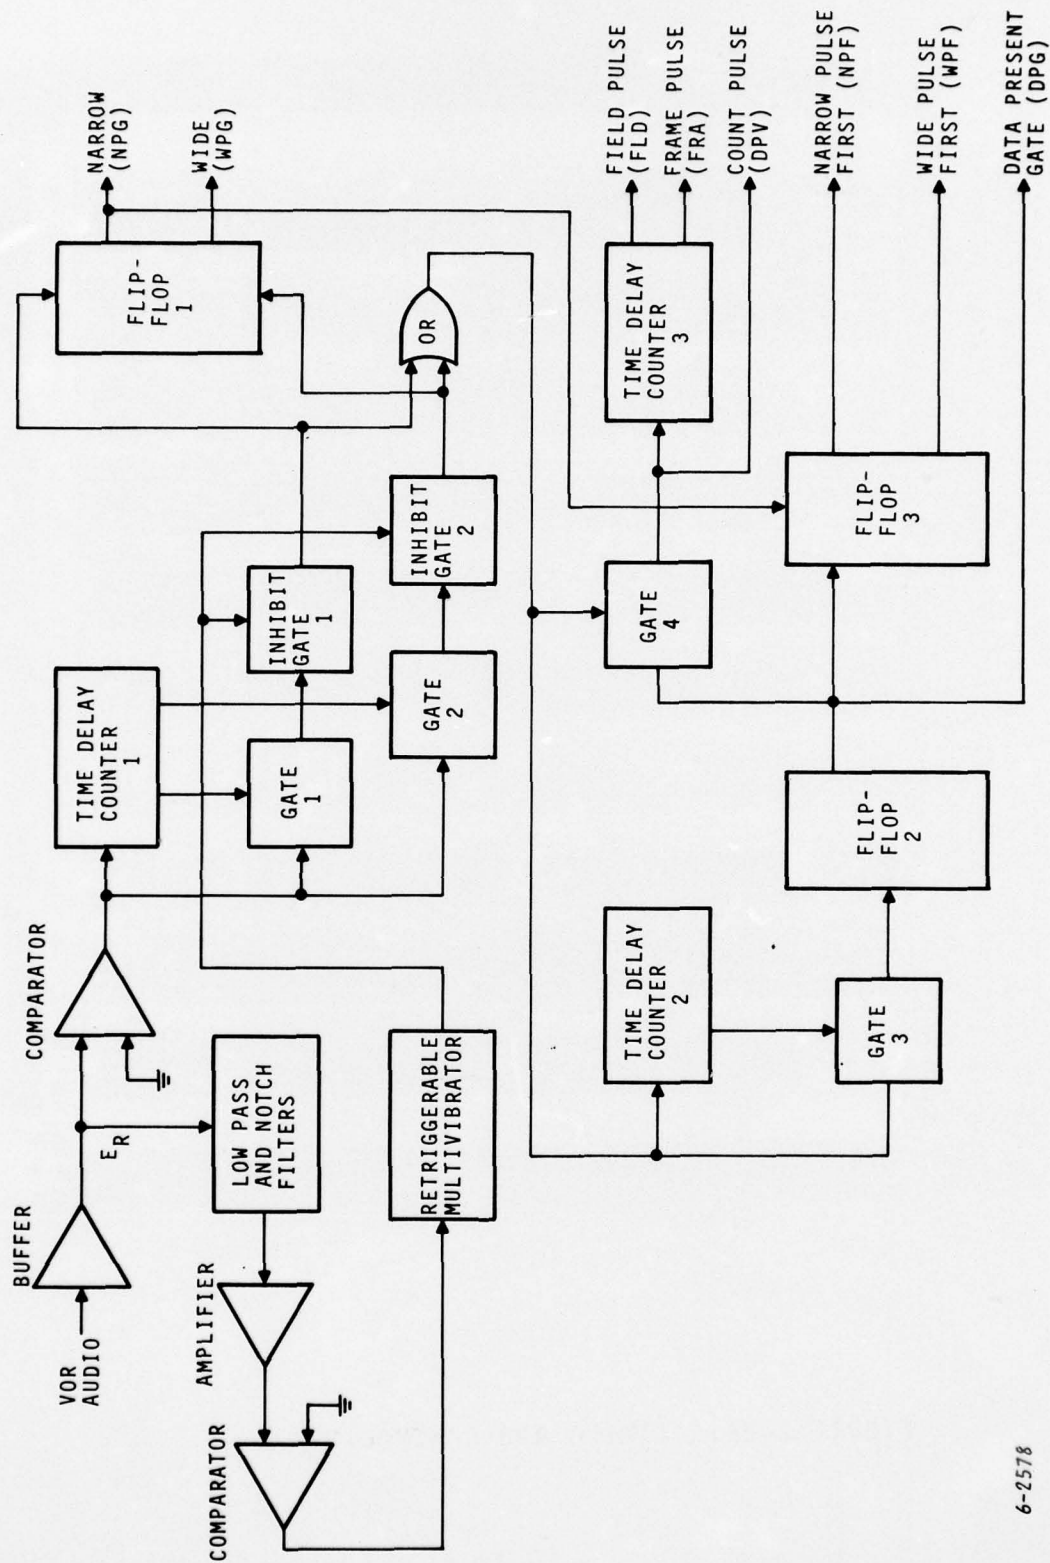 VOR
AUDIO
BUFFER
E_R
COMPARATOR
TIME DELAY
COUNTER
1
GATE
1
GATE
2
INHIBIT
GATE
1
INHIBIT
GATE
2
FLIP-
FLOP
1
NARROW
(NPG)
WIDE
(WPG)
OR
LOW PASS
AND NOTCH
FILTERS
AMPLIFIER
COMPARATOR
RETRIGGERABLE
MULTIVIBRATOR
TIME DELAY
COUNTER
2
GATE
3
FLIP-
FLOP
2
GATE
4
TIME DELAY
COUNTER
3
FLIP-
FLOP
3
FIELD PULSE
(FLD)
FRAME PULSE
(FRA)
COUNT PULSE
(DPV)
NARROW PULSE
FIRST (NPF)
WIDE PULSE
FIRST (WPF)
DATA PRESENT
GATE (DPG)
6-2578